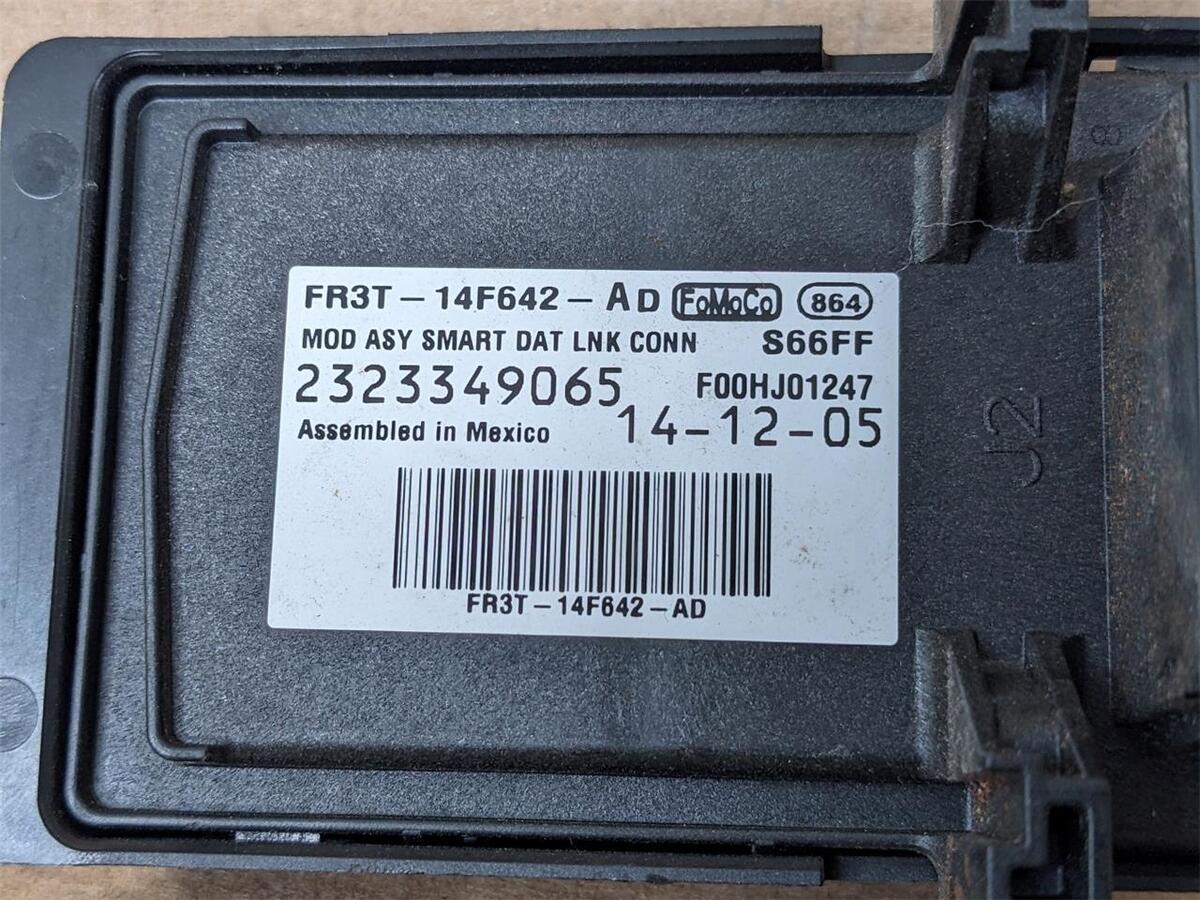 FR3T-14F642-AD FoMoCo 864
MOD ASY SMART DAT LNK CONN S66FF
2323349065 F00HJ01247
Assembled in Mexico 14-12-05
FR3T-14F642-AD
J2
8